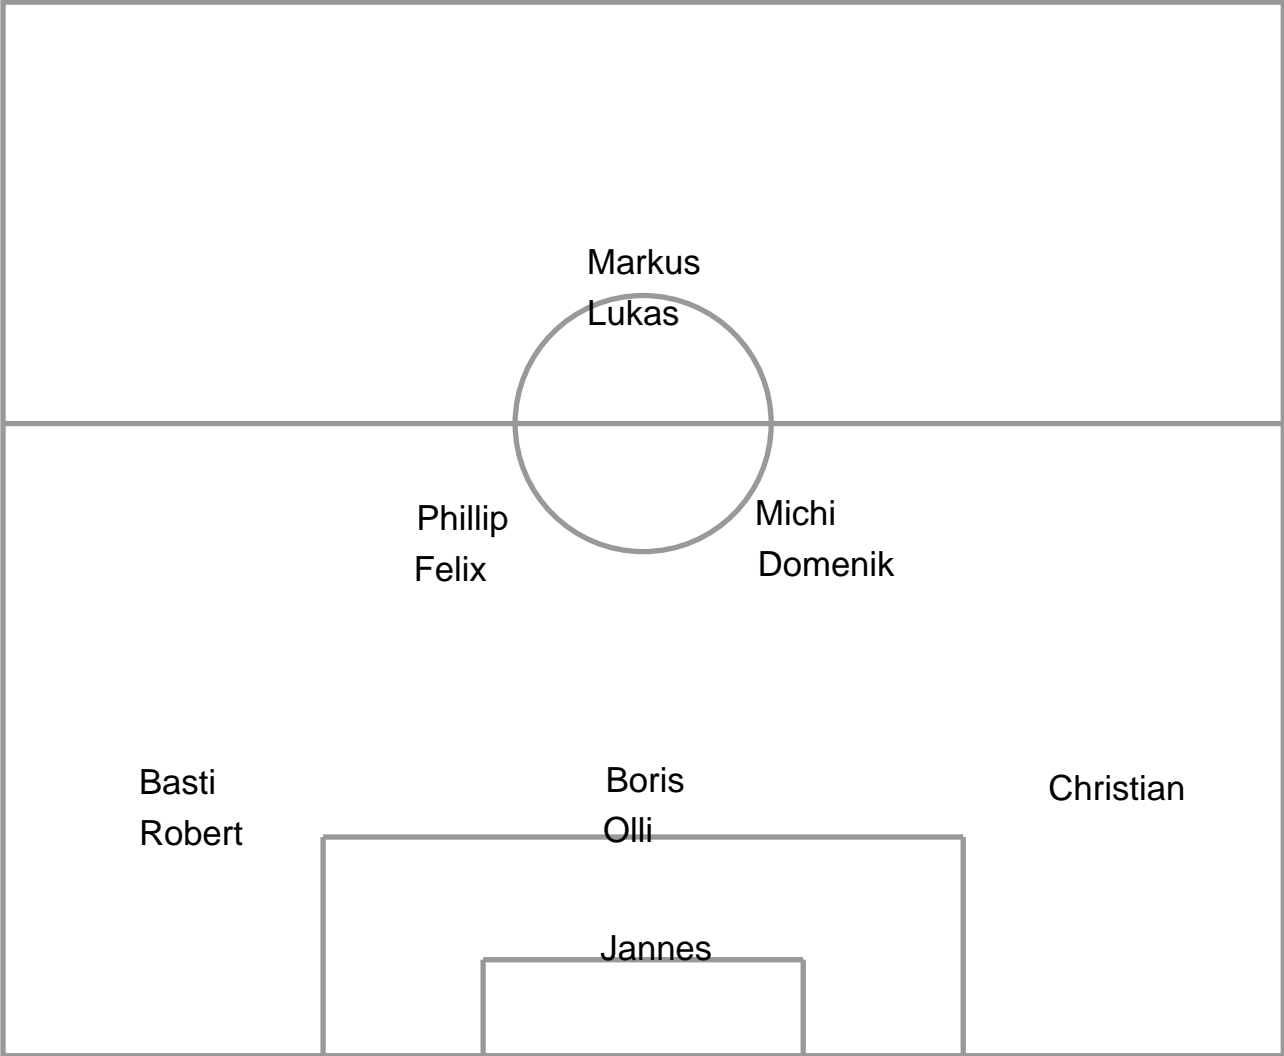 Markus
Lukas
Phillip
Felix
Michi
Domenik
Basti
Robert
Boris
Olli
Christian
Jannes